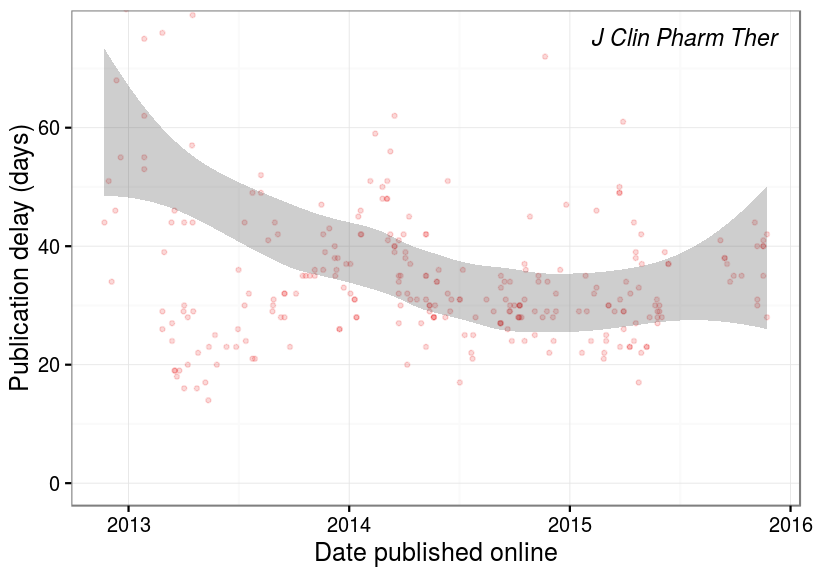 J Clin Pharm Ther
Publication delay (days)
60
40
20
0
2013 2014 2015 2016
Date published online